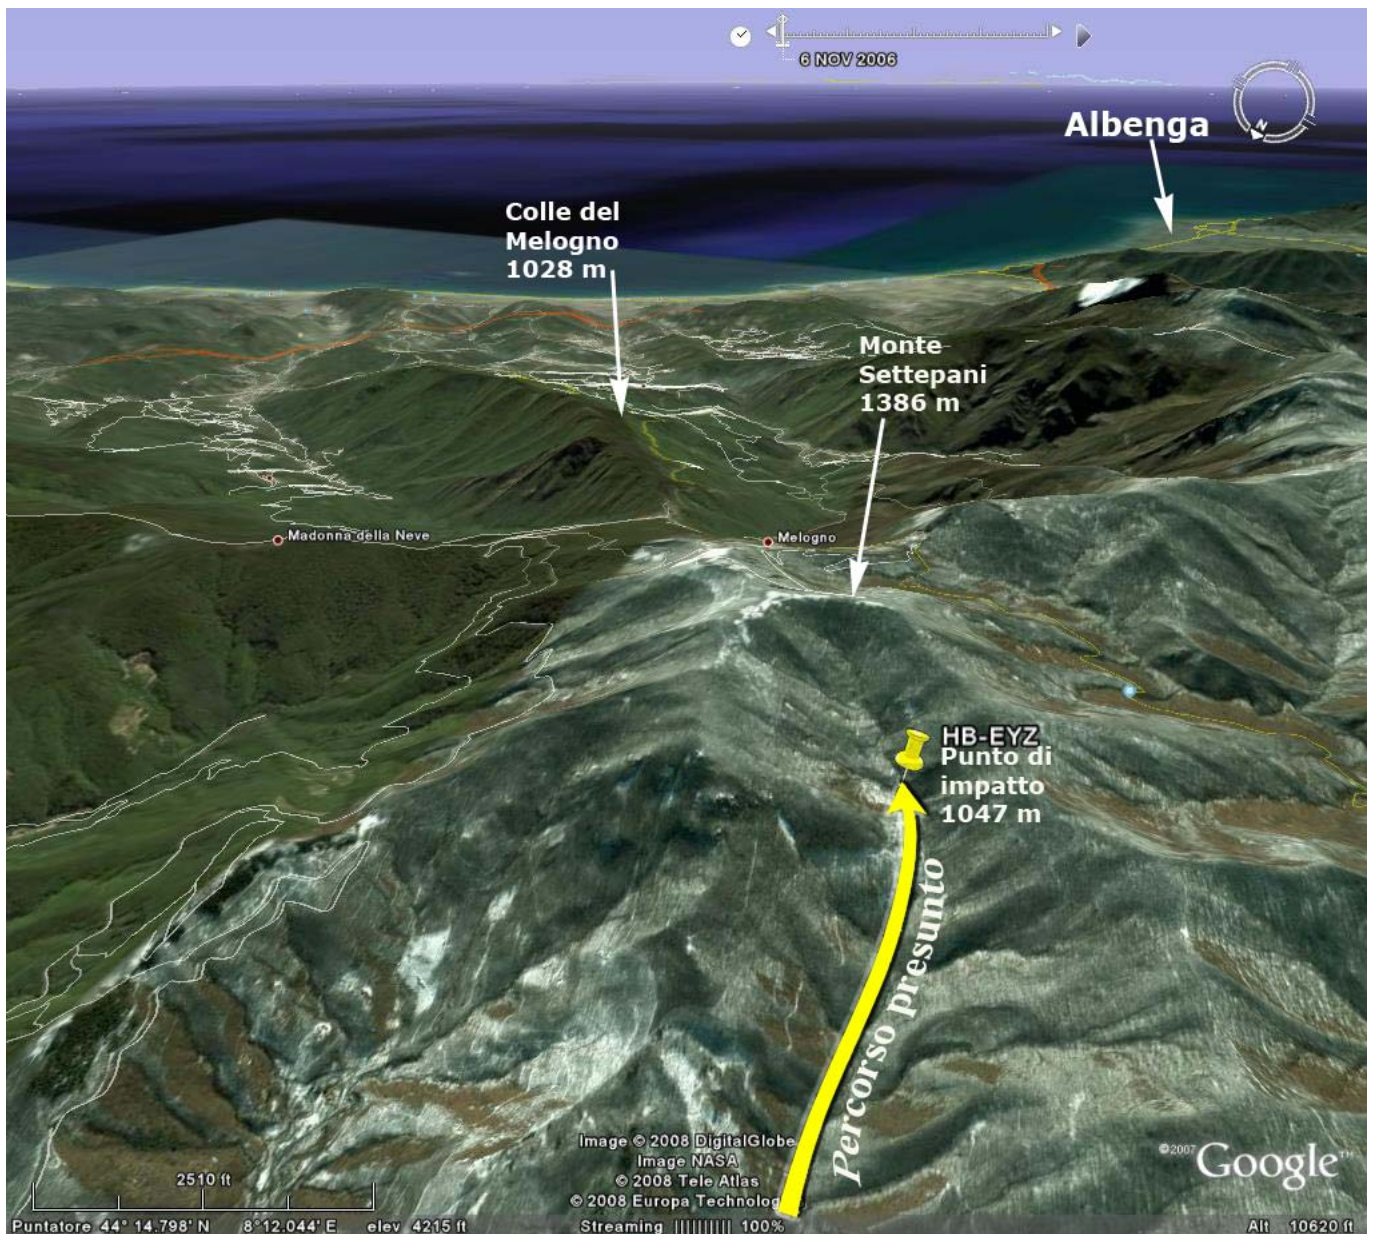 6 NOV 2006
N
Albenga
Colle del
Melogno
1028 m
Monte
Settepani
1386 m
Madonna della Neve
Melogno
HB-EYZ
Punto di
impatto
1047 m
Percorso presunto
Image © 2008 DigitalGlobe
Image NASA
© 2008 Tele Atlas
© 2008 Europa Technolog
©2007 Google™
2510 ft
Puntatore 44° 14.798' N 8°12.044' E elev 4215 ft
Streaming |||||||||| 100%
Alt 10620 ft